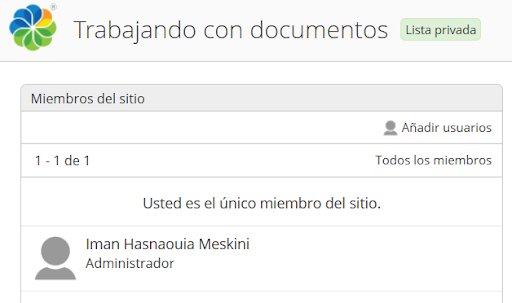 Trabajando con documentos Lista privada
Miembros del sitio
Añadir usuarios
1 - 1 de 1 Todos los miembros
Usted es el único miembro del sitio.
Iman Hasnaouia Meskini
Administrador